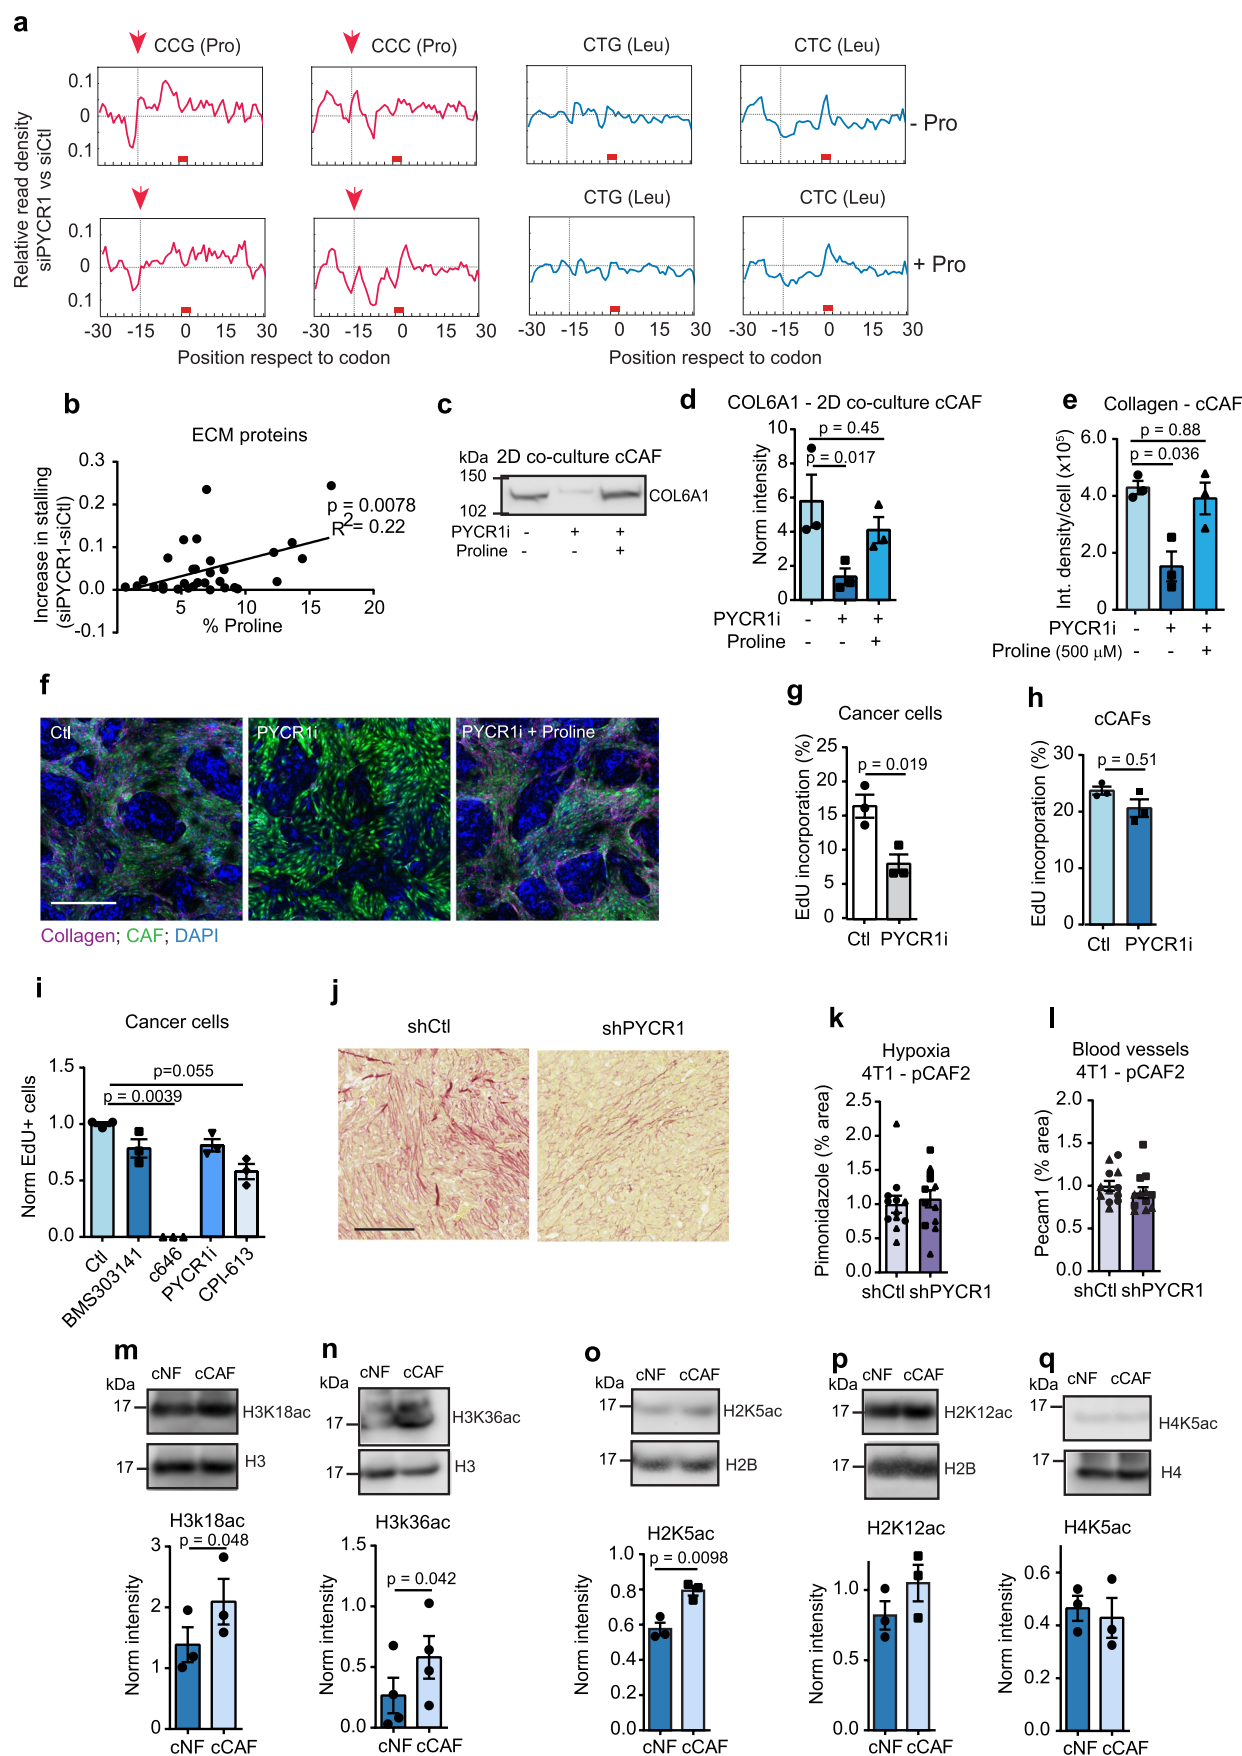 a
CCG (Pro)
CCC (Pro)
CTG (Leu)
CTC (Leu)
Relative read density
siPYCR1 vs siCtl
0.1
0
0.1
- Pro
CTG (Leu)
CTC (Leu)
0.1
0
0.1
+ Pro
-30 -15 0 15 30
-30 -15 0 15 30
-30 -15 0 15 30
-30 -15 0 15 30
Position respect to codon
Position respect to codon
b
ECM proteins
Increase in stalling
(siPYCR1-siCtl)
0.3
0.2
0.1
0.0
-0.1
5 10 15 20
% Proline
p = 0.0078
R² = 0.22
c
kDa 2D co-culture cCAF
150
102
COL6A1
PYCR1i - + +
Proline - - +
d
COL6A1 - 2D co-culture cCAF
Norm intensity
10
8
6
4
2
0
p = 0.45
p = 0.017
PYCR1i - + +
Proline - - +
e
Collagen - cCAF
Int. density/cell (x10⁵)
6.0
4.0
2.0
0
p = 0.88
p = 0.036
PYCR1i - + +
Proline (500 µM) - - +
f
Ctl
PYCR1i
PYCR1i + Proline
Collagen; CAF; DAPI
g
Cancer cells
EdU incorporation (%)
25
20
15
10
5
0
p = 0.019
Ctl PYCR1i
h
cCAFs
EdU incorporation (%)
30
20
10
0
p = 0.51
Ctl PYCR1i
i
Cancer cells
Norm EdU+ cells
1.5
1.0
0.5
0.0
p=0.055
p = 0.0039
Ctl
BMS303141
c646
PYCR1i
CPI-613
j
shCtl
shPYCR1
k
Hypoxia
4T1 - pCAF2
Pimonidazole (% area)
2.5
2.0
1.5
1.0
0.5
0.0
shCtl shPYCR1
l
Blood vessels
4T1 - pCAF2
Pecam1 (% area)
2.0
1.5
1.0
0.5
0.0
shCtl shPYCR1
m
cNF cCAF
kDa
17
H3K18ac
17
H3
H3k18ac
p = 0.048
Norm intensity
3
2
1
0
cNF cCAF
n
cNF cCAF
kDa
17
H3K36ac
17
H3
H3k36ac
p = 0.042
Norm intensity
1.5
1.0
0.5
0.0
cNF cCAF
o
cNF cCAF
kDa
17
H2K5ac
17
H2B
H2K5ac
p = 0.0098
Norm intensity
1.0
0.8
0.6
0.4
0.2
0.0
cNF cCAF
p
cNF cCAF
kDa
17
H2K12ac
17
H2B
H2K12ac
Norm intensity
1.0
0.5
0.0
cNF cCAF
q
cNF cCAF
kDa
17
H4K5ac
17
H4
H4K5ac
Norm intensity
0.6
0.4
0.2
0.0
cNF cCAF